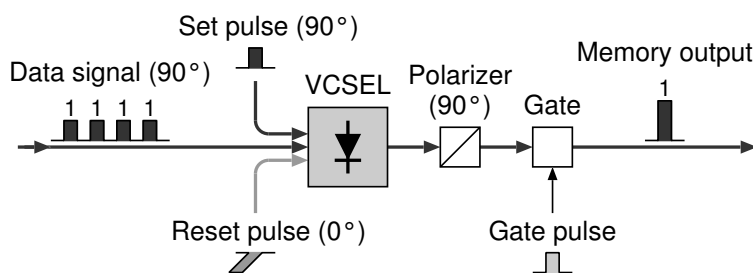 Set pulse (90°)
Memory output
Data signal (90°)
VCSEL
Polarizer
(90°)
Gate
1 1 1 1
1
Reset pulse (0°)
Gate pulse